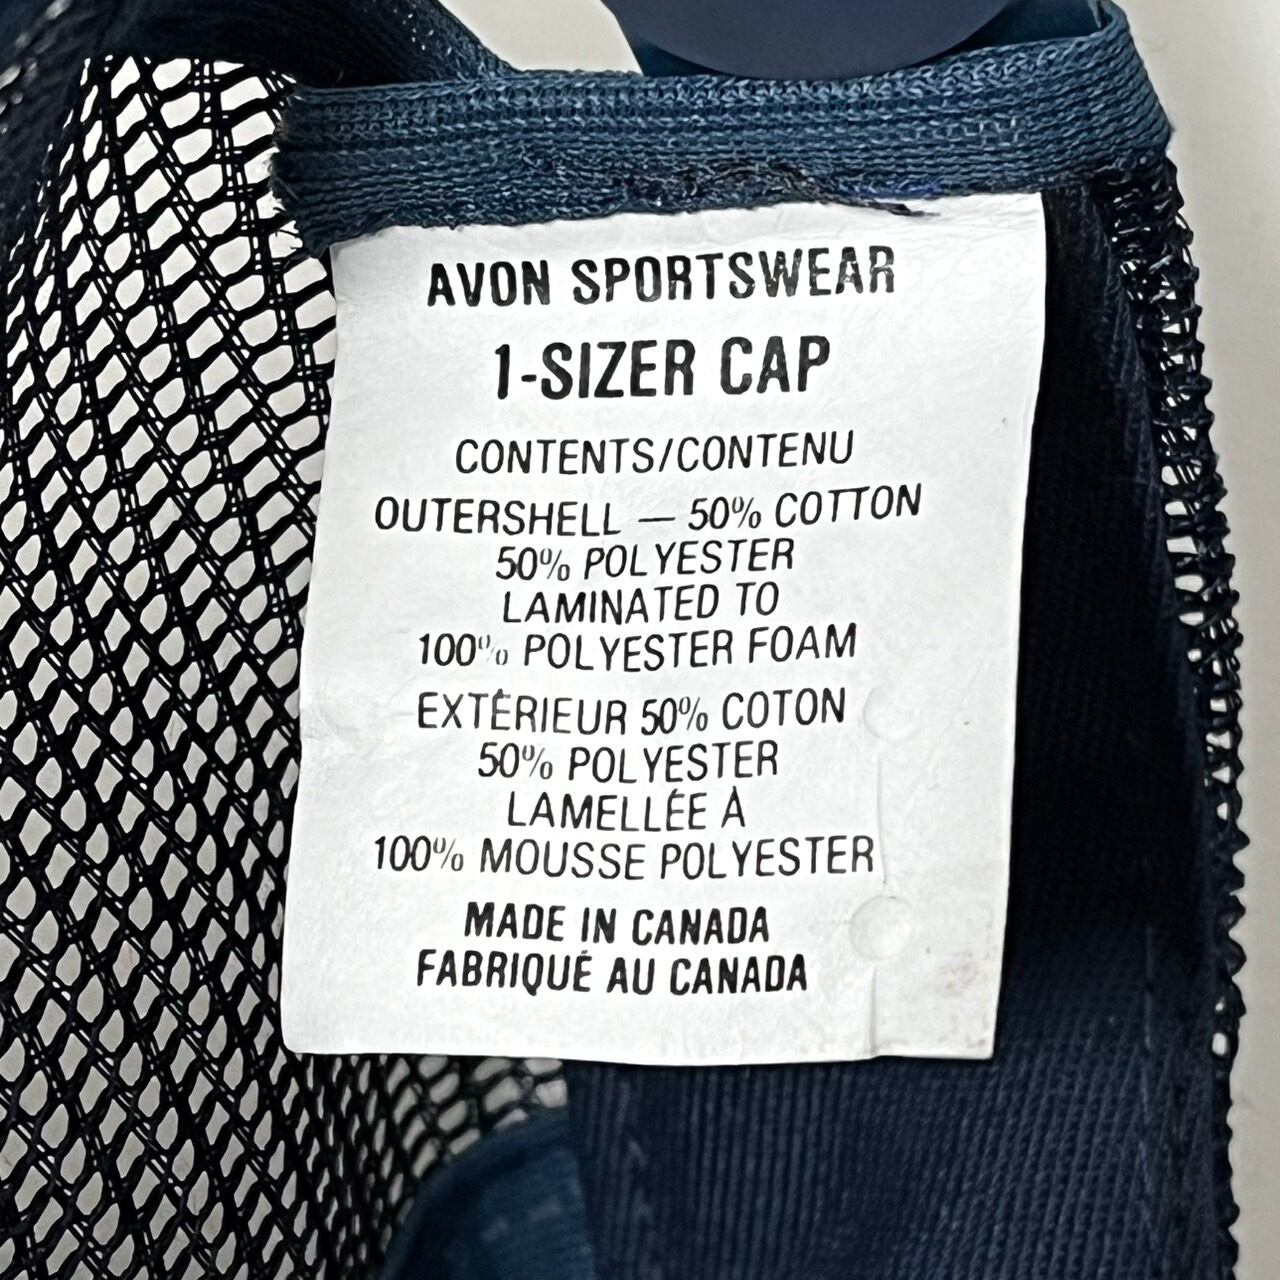 AVON SPORTSWEAR
1-SIZER CAP
CONTENTS/CONTENU
OUTERSHELL — 50% COTTON
50% POLYESTER
LAMINATED TO
100% POLYESTER FOAM
EXTÉRIEUR 50% COTON
50% POLYESTER
LAMELLÉE À
100% MOUSSE POLYESTER
MADE IN CANADA
FABRIQUÉ AU CANADA